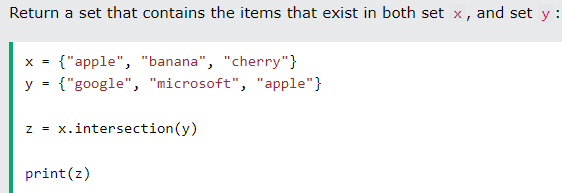 Return a set that contains the items that exist in both set x, and set y:
x = {"apple", "banana", "cherry"}
y = {"google", "microsoft", "apple"}
z = x.intersection(y)
print(z)